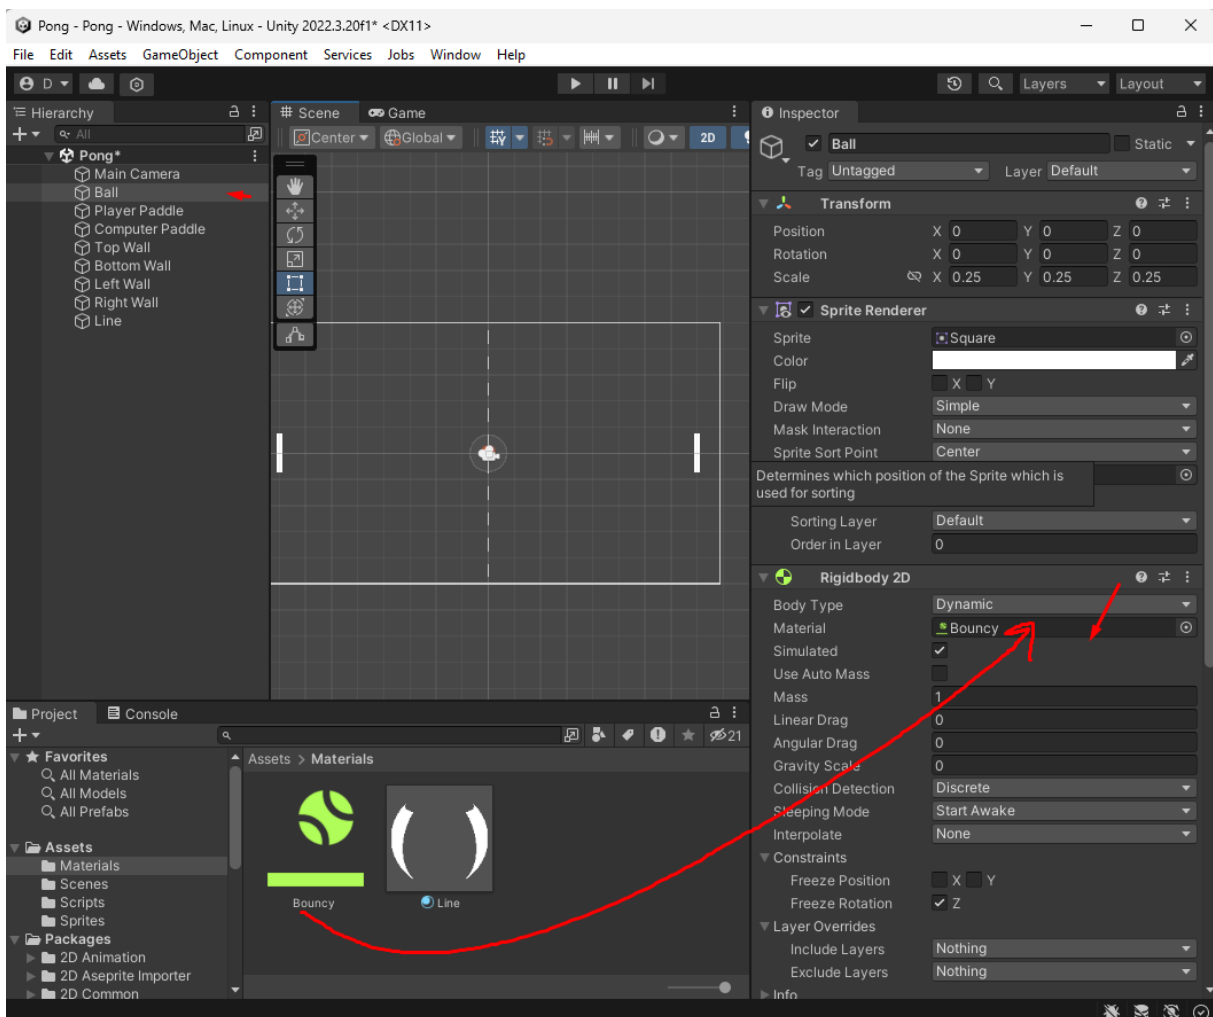 Pong - Pong - Windows, Mac, Linux - Unity 2022.3.20f1* <DX11>
File Edit Assets GameObject Component Services Jobs Window Help
D Layers Layout
Hierarchy
All
Pong*
Main Camera
Ball
Player Paddle
Computer Paddle
Top Wall
Bottom Wall
Left Wall
Right Wall
Line
Scene Game
Center Global 2D
Inspector
Ball Static
Tag Untagged Layer Default
Transform
Position X 0 Y 0 Z 0
Rotation X 0 Y 0 Z 0
Scale X 0.25 Y 0.25 Z 0.25
Sprite Renderer
Sprite Square
Color
Flip X Y
Draw Mode Simple
Mask Interaction None
Sprite Sort Point Center
Determines which position of the Sprite which is
used for sorting
Sorting Layer Default
Order in Layer 0
Rigidbody 2D
Body Type Dynamic
Material Bouncy
Simulated
Use Auto Mass
Mass 1
Linear Drag 0
Angular Drag 0
Gravity Scale 0
Collision Detection Discrete
Sleeping Mode Start Awake
Interpolate None
Constraints
Freeze Position X Y
Freeze Rotation Z
Layer Overrides
Include Layers Nothing
Exclude Layers Nothing
Info
Project Console
21
Favorites
All Materials
All Models
All Prefabs
Assets
Materials
Scenes
Scripts
Sprites
Packages
2D Animation
2D Aseprite Importer
2D Common
Assets > Materials
Bouncy Line